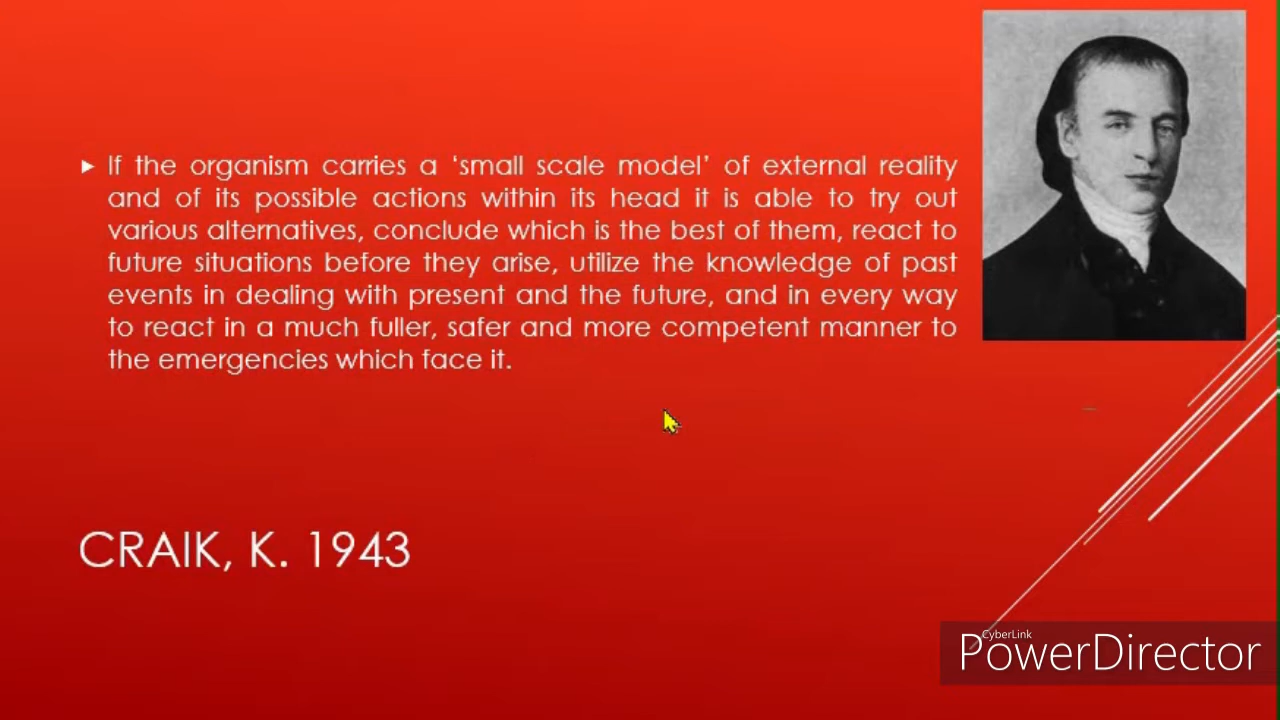 If the organism carries a ‘small scale model’ of external reality
and of its possible actions within its head it is able to try out
various alternatives, conclude which is the best of them, react to
future situations before they arise, utilize the knowledge of past
events in dealing with present and the future, and in every way
to react in a much fuller, safer and more competent manner to
the emergencies which face it.
CRAIK, K. 1943
CyberLink
PowerDirector